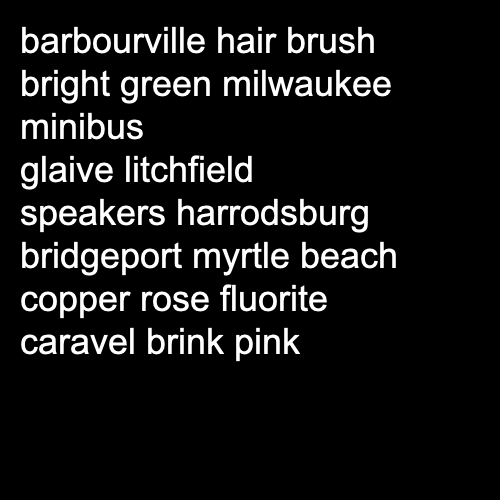 barbourville hair brush
bright green milwaukee
minibus
glaive litchfield
speakers harrodsburg
bridgeport myrtle beach
copper rose fluorite
caravel brink pink